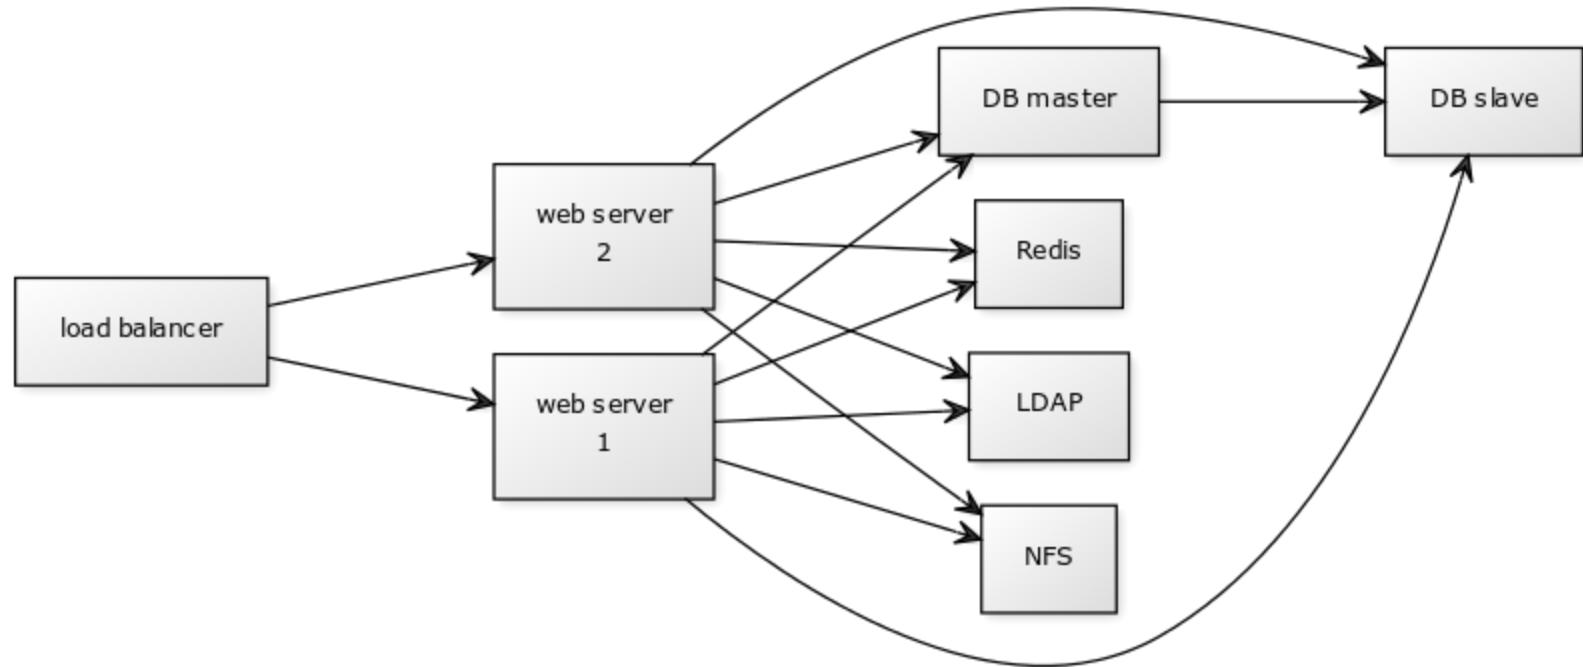 load balancer
web server
2
web server
1
DB master
Redis
LDAP
NFS
DB slave